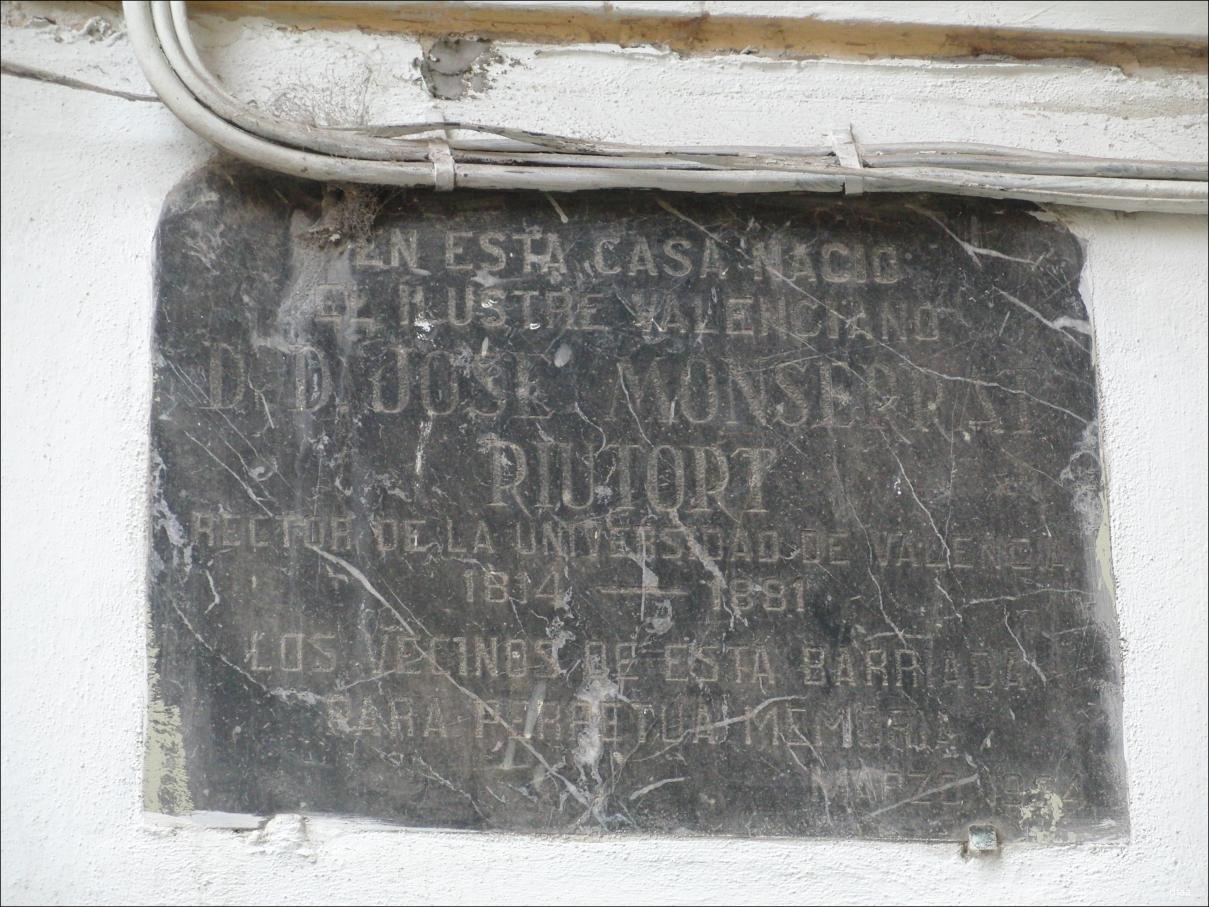 EN ESTA CASA NACIO
EL ILUSTRE VALENCIANO
D. D. JOSE MONSERRAT
RIUTORT
RECTOR DE LA UNIVERSIDAD DE VALENCIA
1814 — 1881
LOS VECINOS DE ESTA BARRIADA
PARA PERPETUA MEMORIA
MARZO